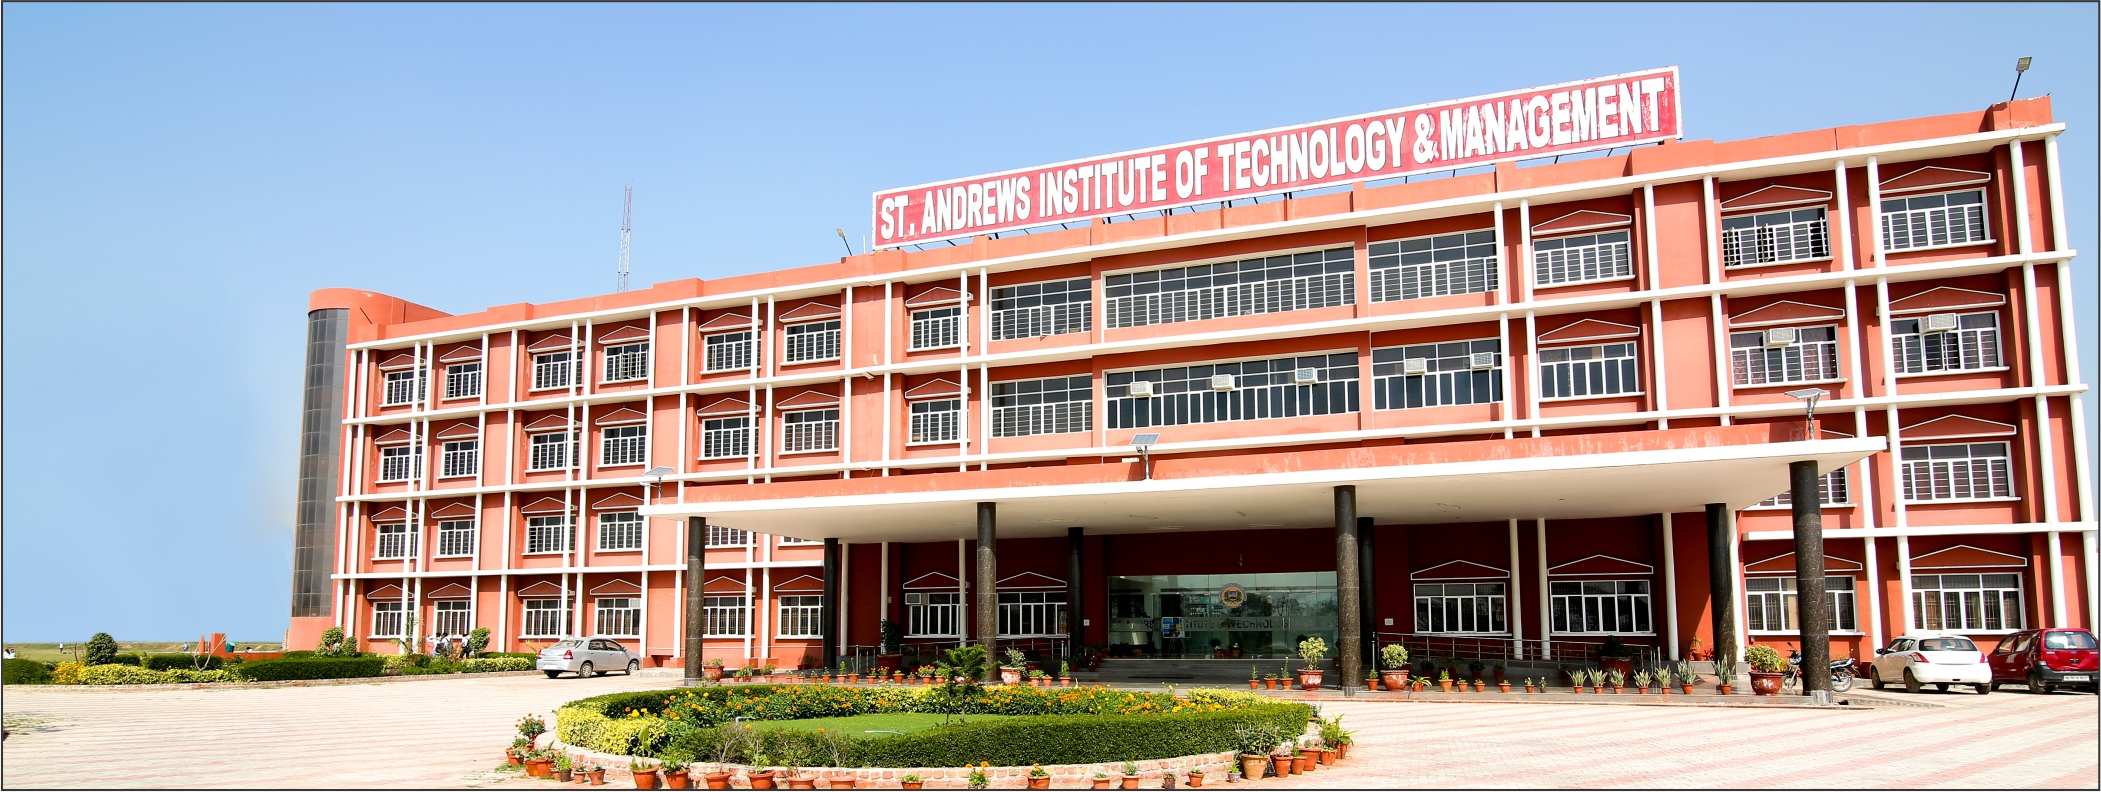 ST. ANDREWS INSTITUTE OF TECHNOLOGY & MANAGEMENT